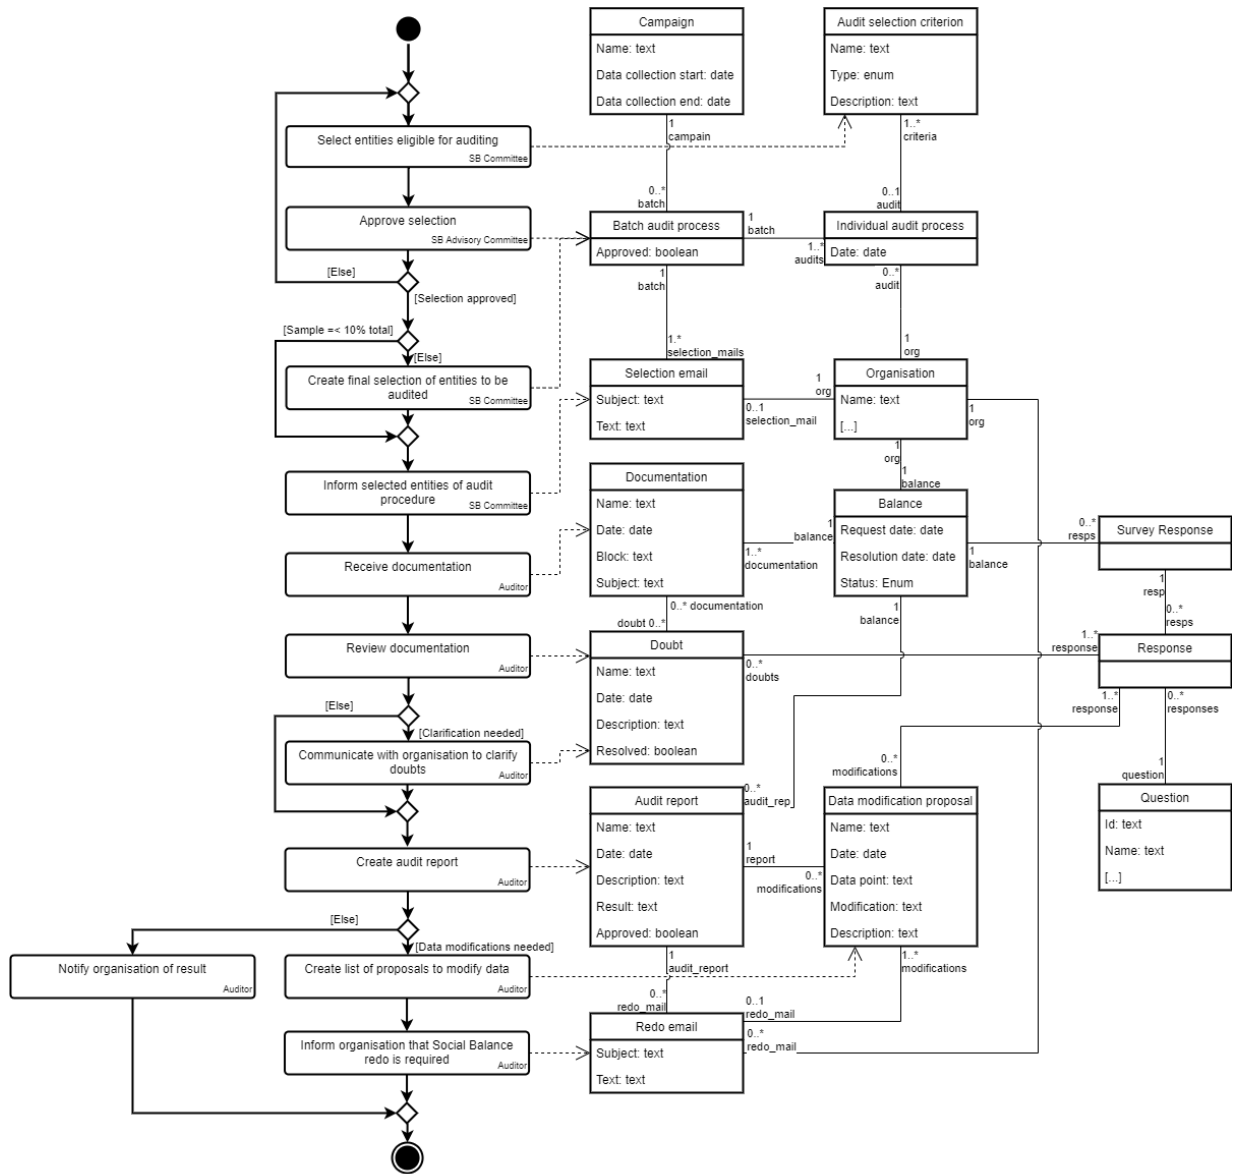 Campaign
Name: text
Data collection start: date
Data collection end: date
Audit selection criterion
Name: text
Type: enum
Description: text
1
campain
1..*
criteria
Select entities eligible for auditing
SB Committee
0..*
batch
0..1
audit
Approve selection
SB Advisory Committee
Batch audit process
Approved: boolean
1
batch
1..*
audits
Individual audit process
Date: date
[Else]
[Selection approved]
1
batch
0..*
audit
[Sample =< 10% total]
[Else]
1..*
selection_mails
1
org
Create final selection of entities to be
audited
SB Committee
Selection email
Subject: text
Text: text
1
org
0..1
selection_mail
Organisation
Name: text
[...]
1
org
1
org
1
balance
Inform selected entities of audit
procedure
SB Committee
Documentation
Name: text
Date: date
Block: text
Subject: text
1
balance
1..*
documentation
Balance
Request date: date
Resolution date: date
Status: Enum
1
balance
0..*
resps
Survey Response
Receive documentation
Auditor
0..* documentation
doubt 0..*
1
balance
1
resp
0..*
resps
Review documentation
Auditor
Doubt
Name: text
Date: date
Description: text
Resolved: boolean
0..*
doubts
1..*
response
Response
[Else]
[Clarification needed]
1..*
response
0..*
responses
Communicate with organisation to clarify
doubts
Auditor
0..*
modifications
1
question
Audit report
Name: text
Date: date
Description: text
Result: text
Approved: boolean
0..*
audit_rep
Data modification proposal
Name: text
Date: date
Data point: text
Modification: text
Description: text
Question
Id: text
Name: text
[...]
Create audit report
Auditor
1
report
0..*
modifications
[Else]
[Data modifications needed]
Notify organisation of result
Auditor
Create list of proposals to modify data
Auditor
1
audit_report
1..*
modifications
0..*
redo_mail
0..1
redo_mail
0..*
redo_mail
Inform organisation that Social Balance
redo is required
Auditor
Redo email
Subject: text
Text: text